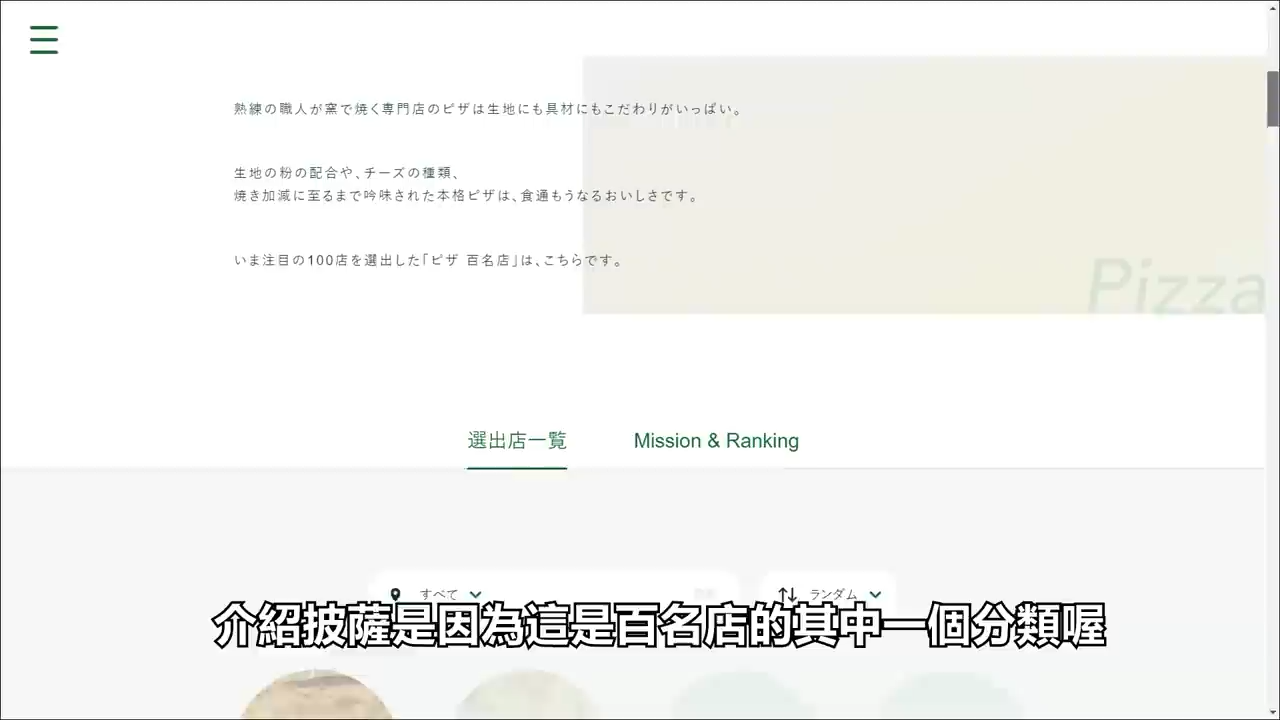 熟練の職人が窯で焼く専門店のピザは生地にも具材にもこだわりがいっぱい。
生地の粉の配合や、チーズの種類、
焼き加減に至るまで吟味された本格ピザは、食通もうなるおいしさです。
いま注目の100店を選出した「ピザ 百名店」は、こちらです。
Pizza
選出店一覧
Mission & Ranking
すべて
ランダム
介紹披薩是因為這是百名店的其中一個分類喔